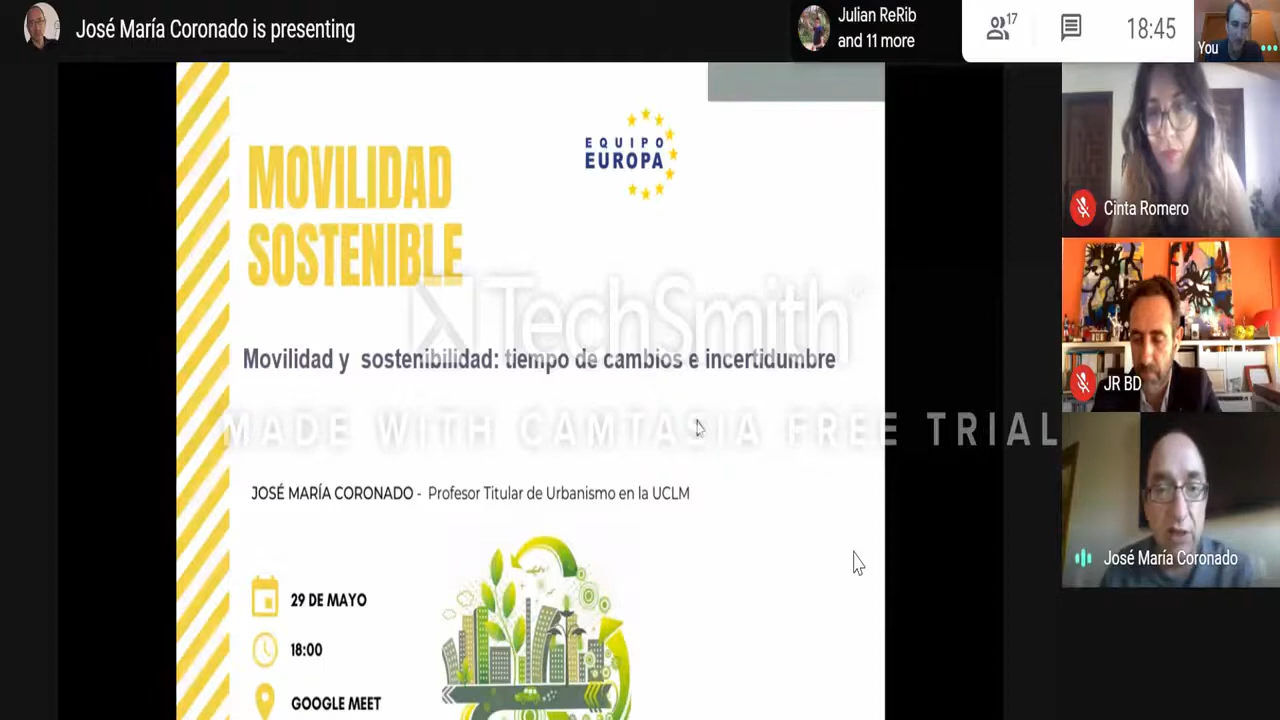 José María Coronado is presenting
Julian ReRib
and 11 more
17
18:45
You
EQUIPO
EUROPA
MOVILIDAD
SOSTENIBLE
TechSmith
Movilidad y sostenibilidad: tiempo de cambios e incertidumbre
MADE WITH CAMTASIA FREE TRIAL
JOSÉ MARÍA CORONADO - Profesor Titular de Urbanismo en la UCLM
29 DE MAYO
18:00
GOOGLE MEET
Cinta Romero
JR BD
José María Coronado